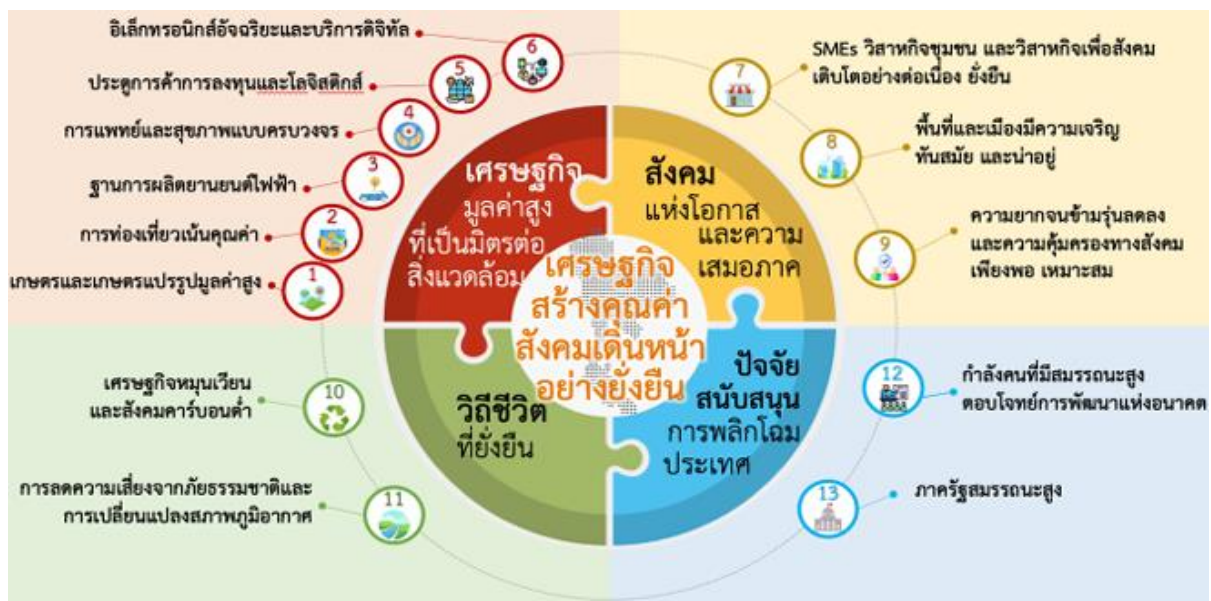 อิเล็กทรอนิกส์อัจฉริยะและบริการดิจิทัล
6
ประตูการค้าการลงทุนและโลจิสติกส์
5
การแพทย์และสุขภาพแบบครบวงจร
4
ฐานการผลิตยานยนต์ไฟฟ้า
3
การท่องเที่ยวเน้นคุณค่า
2
เกษตรและเกษตรแปรรูปมูลค่าสูง
1
เศรษฐกิจ
มูลค่าสูง
ที่เป็นมิตรต่อ
สิ่งแวดล้อม
สังคม
แห่งโอกาส
และความ
เสมอภาค
7
SMEs วิสาหกิจชุมชน และวิสาหกิจเพื่อสังคม
เติบโตอย่างต่อเนื่อง ยั่งยืน
8
พื้นที่และเมืองมีความเจริญ
ทันสมัย และน่าอยู่
9
ความยากจนข้ามรุ่นลดลง
และความคุ้มครองทางสังคม
เพียงพอ เหมาะสม
เศรษฐกิจ
สร้างคุณค่า
สังคมเดินหน้า
อย่างยั่งยืน
เศรษฐกิจหมุนเวียน
และสังคมคาร์บอนต่ำ
10
การลดความเสี่ยงจากภัยธรรมชาติและ
การเปลี่ยนแปลงสภาพภูมิอากาศ
11
วิถีชีวิต
ที่ยั่งยืน
ปัจจัย
สนับสนุน
การพลิกโฉม
ประเทศ
12
กำลังคนที่มีสมรรถนะสูง
ตอบโจทย์การพัฒนาแห่งอนาคต
13
ภาครัฐสมรรถนะสูง